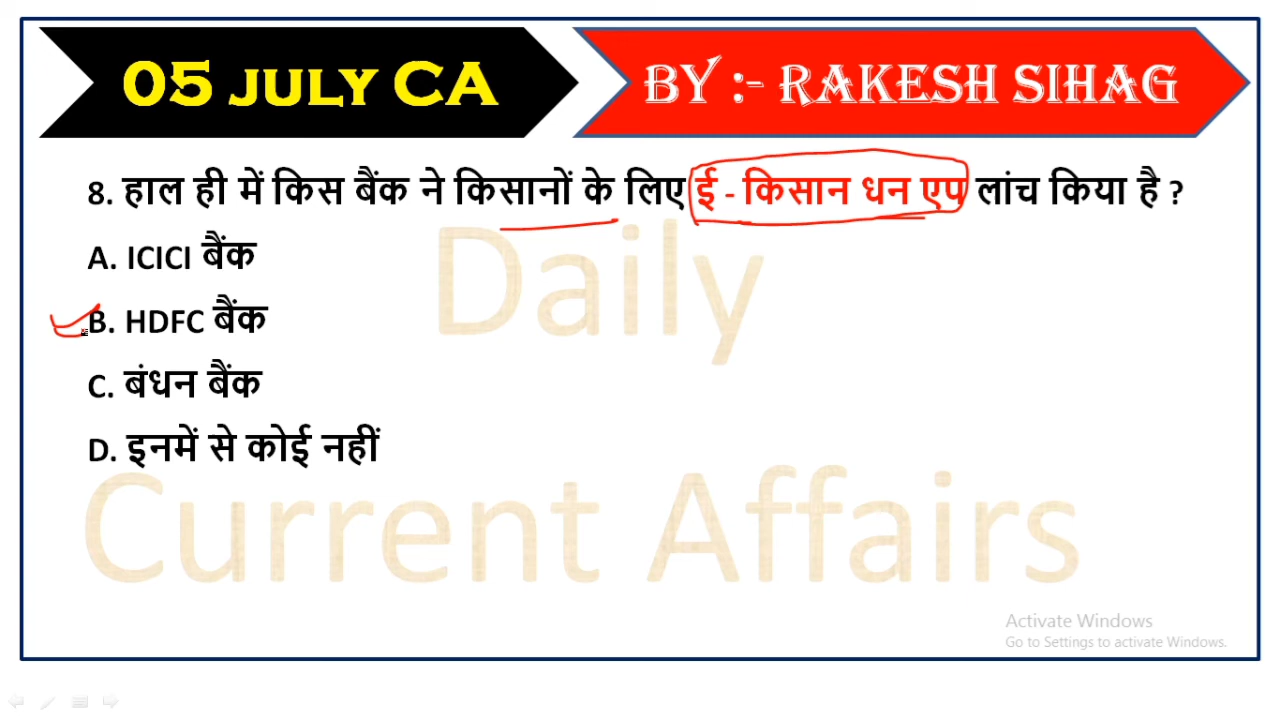 05 JULY CA
BY :- RAKESH SIHAG
8. हाल ही में किस बैंक ने किसानों के लिए ई - किसान धन एप लांच किया है ?
A. ICICI बैंक
B. HDFC बैंक
C. बंधन बैंक
D. इनमें से कोई नहीं
Daily
Current Affairs
Activate Windows
Go to Settings to activate Windows.